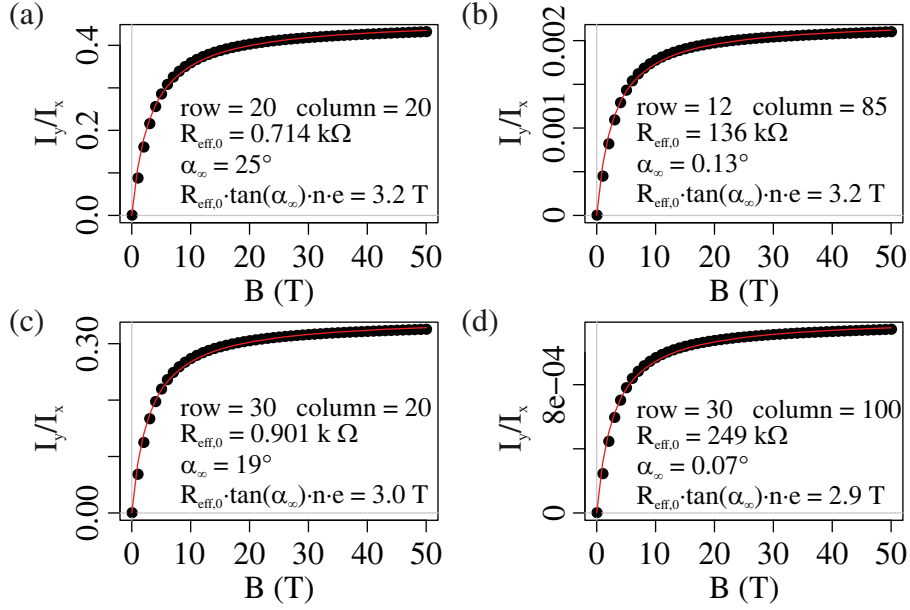 (a)
I_y/I_x
0.0 0.2 0.4
row = 20 column = 20
R_eff,0 = 0.714 kΩ
α_∞ = 25°
R_eff,0·tan(α_∞)·n·e = 3.2 T
0 10 20 30 40 50
B (T)
(b)
I_y/I_x
0 0.001 0.002
row = 12 column = 85
R_eff,0 = 136 kΩ
α_∞ = 0.13°
R_eff,0·tan(α_∞)·n·e = 3.2 T
0 10 20 30 40 50
B (T)
(c)
I_y/I_x
0.00 0.30
row = 30 column = 20
R_eff,0 = 0.901 k Ω
α_∞ = 19°
R_eff,0·tan(α_∞)·n·e = 3.0 T
0 10 20 30 40 50
B (T)
(d)
I_y/I_x
0 8e−04
row = 30 column = 100
R_eff,0 = 249 kΩ
α_∞ = 0.07°
R_eff,0·tan(α_∞)·n·e = 2.9 T
0 10 20 30 40 50
B (T)